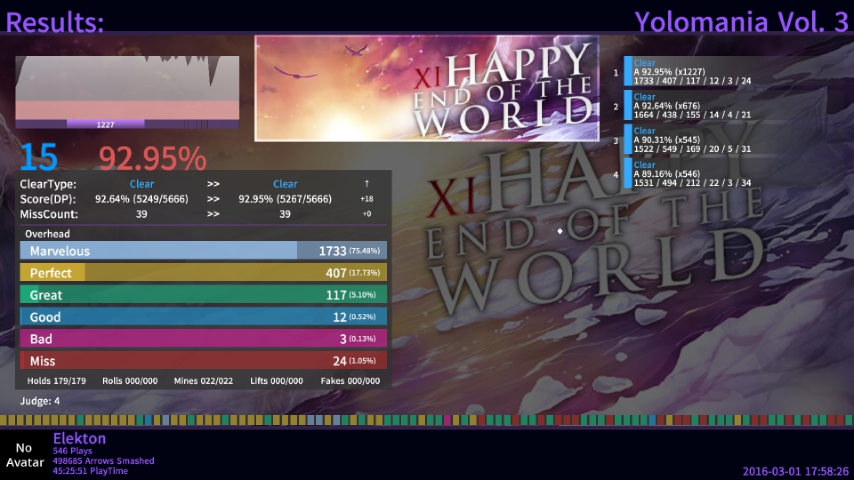 Results:
Yolomania Vol. 3
1227
15 92.95%
ClearType: Clear >> Clear ↑
Score(DP): 92.64% (5249/5666) >> 92.95% (5267/5666) +18
MissCount: 39 >> 39 +0
Overhead
Marvelous 1733 (75.48%)
Perfect 407 (17.73%)
Great 117 (5.10%)
Good 12 (0.52%)
Bad 3 (0.13%)
Miss 24 (1.05%)
Holds 179/179 Rolls 000/000 Mines 022/022 Lifts 000/000 Fakes 000/000
Judge: 4
XI HAPPY
END OF THE
WORLD
1 Clear
A 92.95% (x1227)
1733 / 407 / 117 / 12 / 3 / 24
2 Clear
A 92.64% (x676)
1664 / 438 / 155 / 14 / 4 / 21
3 Clear
A 90.31% (x545)
1522 / 549 / 169 / 20 / 5 / 31
4 Clear
A 89.16% (x546)
1531 / 494 / 212 / 22 / 3 / 34
XI HAPPY
END OF THE
WORLD
No
Avatar
Elekton
546 Plays
498685 Arrows Smashed
45:25:51 PlayTime
2016-03-01 17:58:26